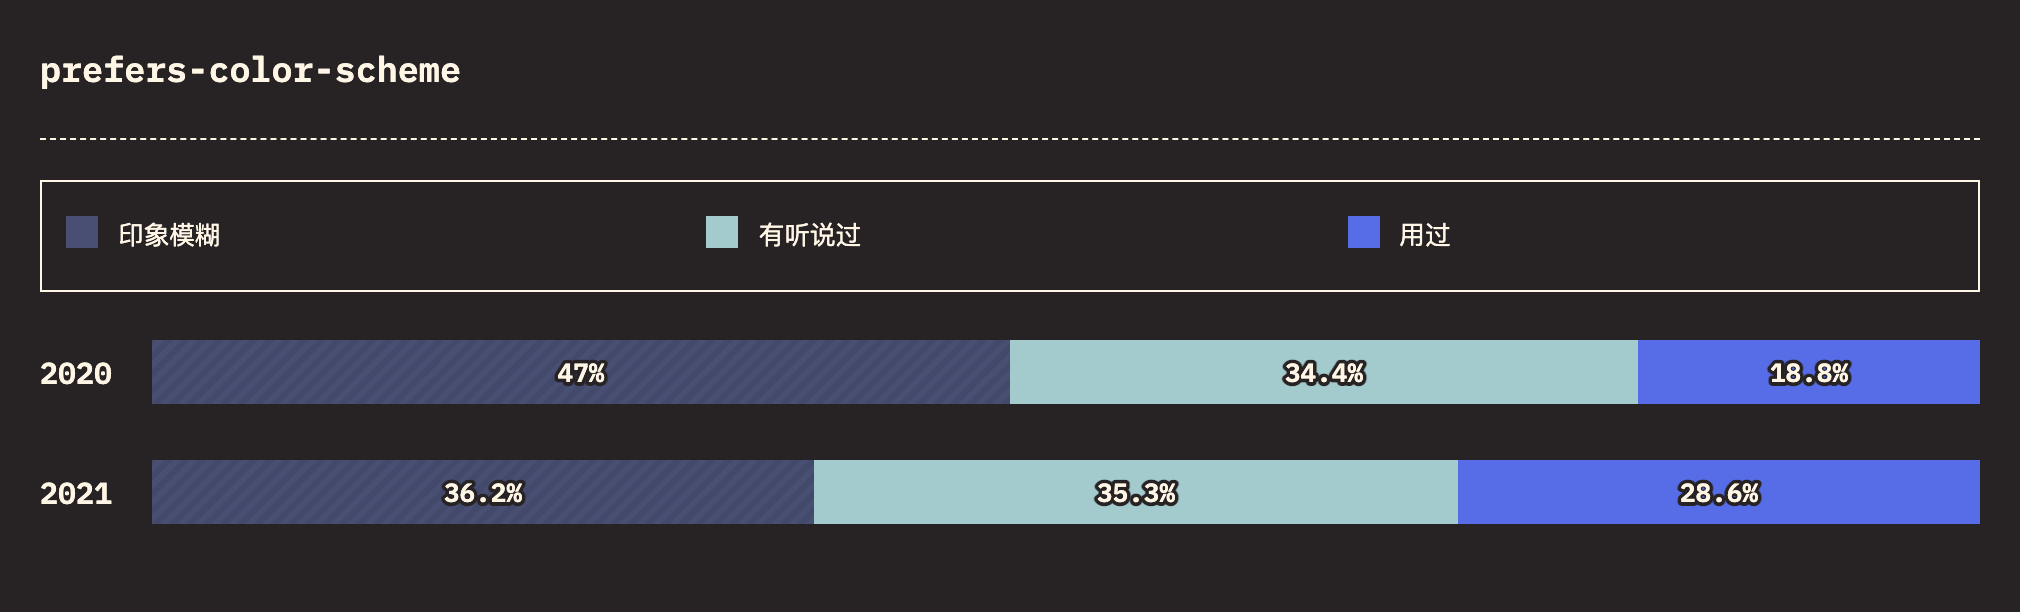 prefers-color-scheme
印象模糊 有听说过 用过
2020 47% 34.4% 18.8%
2021 36.2% 35.3% 28.6%